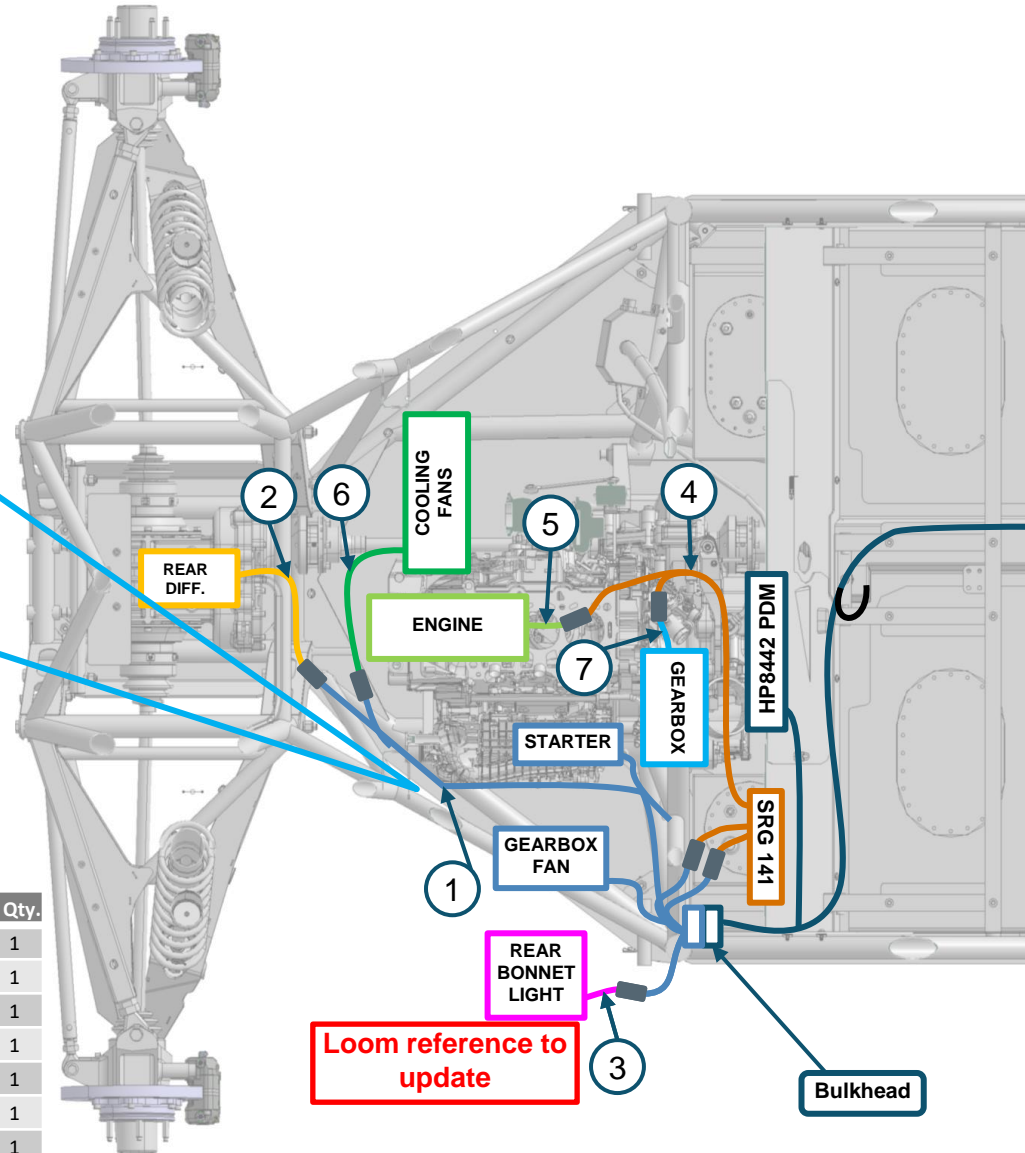 2
6
COOLING
FANS
4
5
REAR
DIFF.
ENGINE
7
GEARBOX
HP8442 PDM
STARTER
SRG 141
GEARBOX
FAN
1
REAR
BONNET
LIGHT
3
Loom reference to
update
Bulkhead
Qty.
1
1
1
1
1
1
1